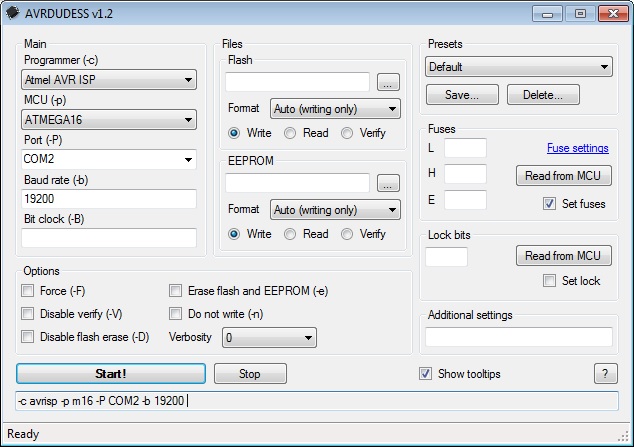 AVRDUDESS v1.2
Main
Programmer (-c)
Atmel AVR ISP
MCU (-p)
ATMEGA16
Port (-P)
COM2
Baud rate (-b)
19200
Bit clock (-B)
Files
Flash
...
Format Auto (writing only)
Write Read Verify
EEPROM
...
Format Auto (writing only)
Write Read Verify
Presets
Default
Save... Delete...
Fuses
L Fuse settings
H Read from MCU
E Set fuses
Lock bits
Read from MCU
Set lock
Options
Force (-F) Erase flash and EEPROM (-e)
Disable verify (-V) Do not write (-n)
Disable flash erase (-D) Verbosity 0
Additional settings
Start! Stop Show tooltips ?
-c avrisp -p m16 -P COM2 -b 19200
Ready